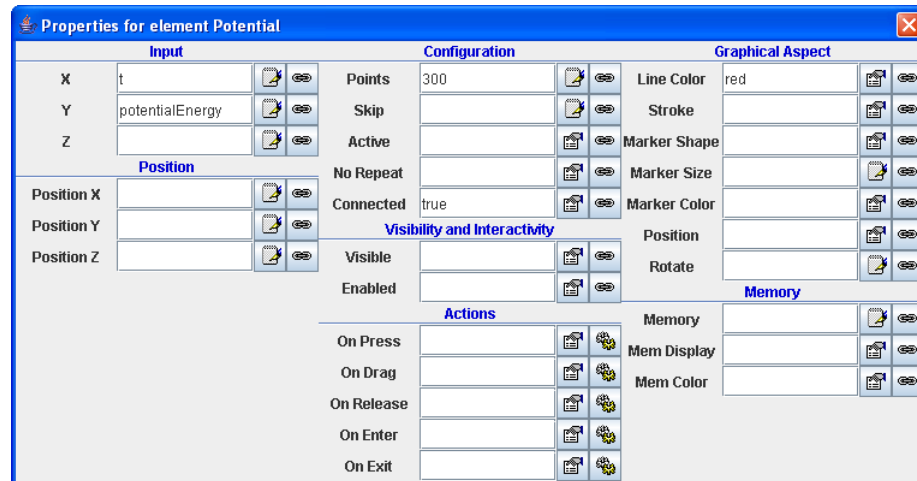 Properties for element Potential
Input
X t
Y potentialEnergy
Z
Position
Position X
Position Y
Position Z
Configuration
Points 300
Skip
Active
No Repeat
Connected true
Visibility and Interactivity
Visible
Enabled
Actions
On Press
On Drag
On Release
On Enter
On Exit
Graphical Aspect
Line Color red
Stroke
Marker Shape
Marker Size
Marker Color
Position
Rotate
Memory
Memory
Mem Display
Mem Color